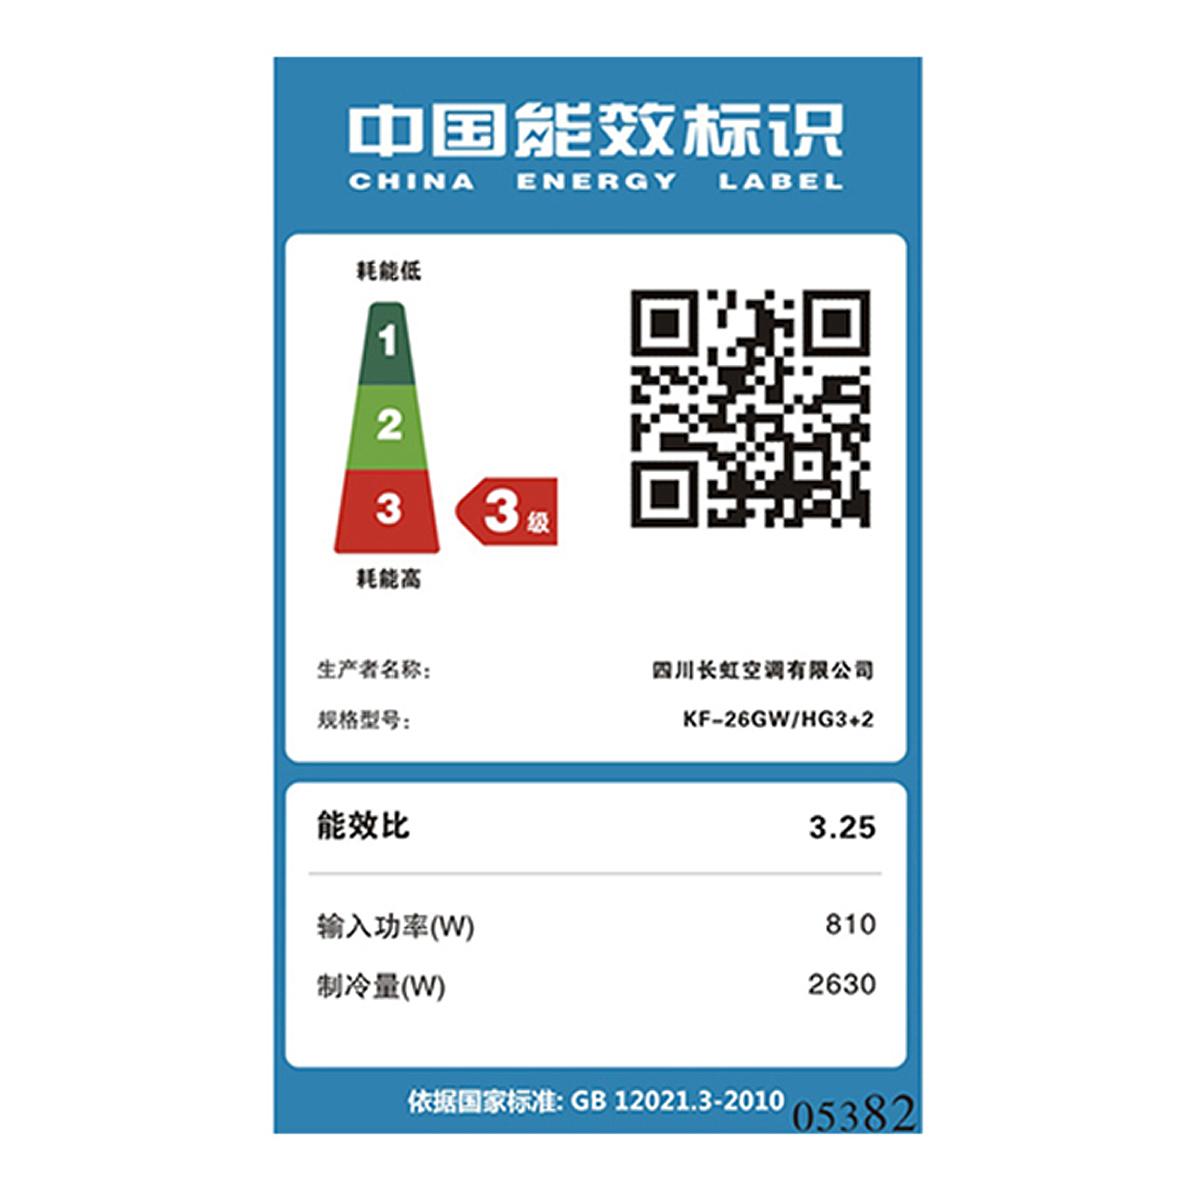 中国能效标识
CHINA ENERGY LABEL
耗能低
1
2
3
3级
耗能高
生产者名称: 四川长虹空调有限公司
规格型号: KF-26GW/HG3+2
能效比 3.25
输入功率(W) 810
制冷量(W) 2630
依据国家标准: GB 12021.3-2010
05382